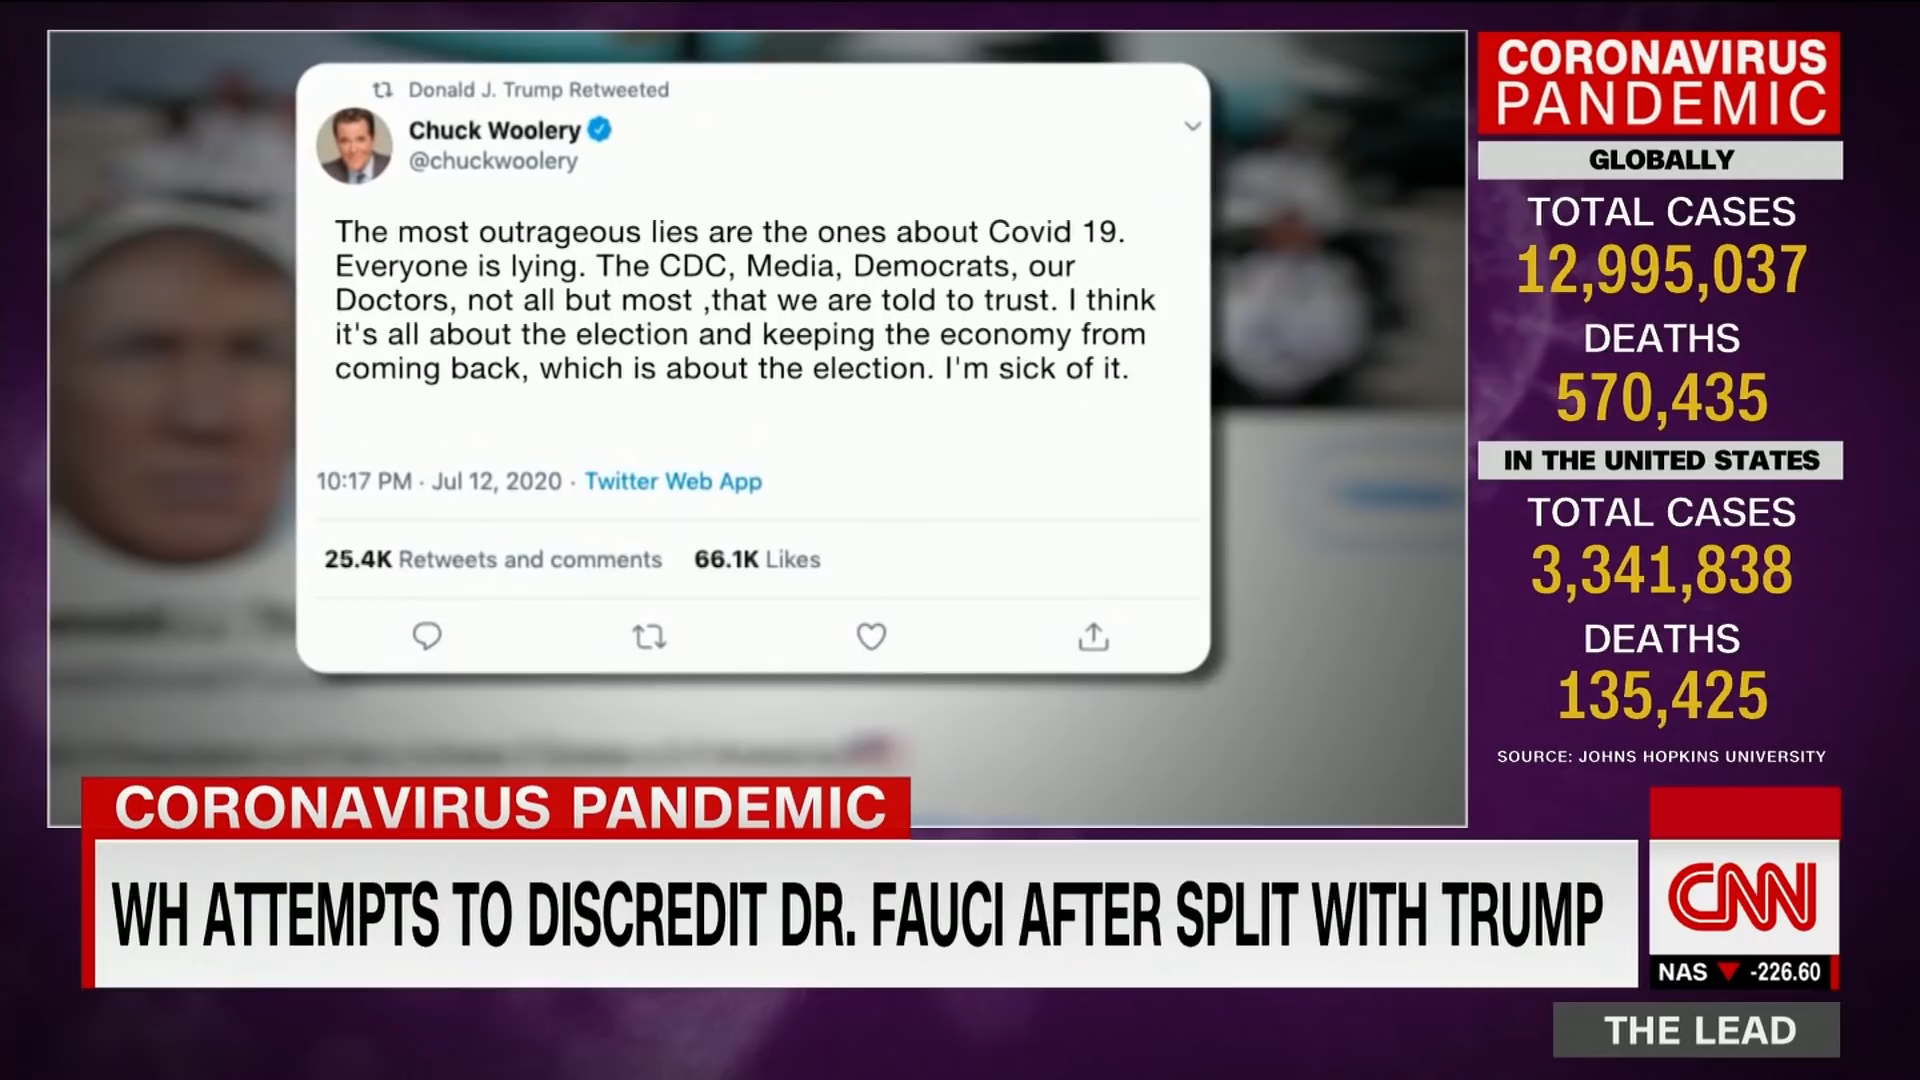 Donald J. Trump Retweeted
Chuck Woolery
@chuckwoolery
The most outrageous lies are the ones about Covid 19.
Everyone is lying. The CDC, Media, Democrats, our
Doctors, not all but most ,that we are told to trust. I think
it's all about the election and keeping the economy from
coming back, which is about the election. I'm sick of it.
10:17 PM · Jul 12, 2020 · Twitter Web App
25.4K Retweets and comments 66.1K Likes
CORONAVIRUS
PANDEMIC
GLOBALLY
TOTAL CASES
12,995,037
DEATHS
570,435
IN THE UNITED STATES
TOTAL CASES
3,341,838
DEATHS
135,425
SOURCE: JOHNS HOPKINS UNIVERSITY
CORONAVIRUS PANDEMIC
WH ATTEMPTS TO DISCREDIT DR. FAUCI AFTER SPLIT WITH TRUMP
CNN
NAS ▼ -226.60
THE LEAD